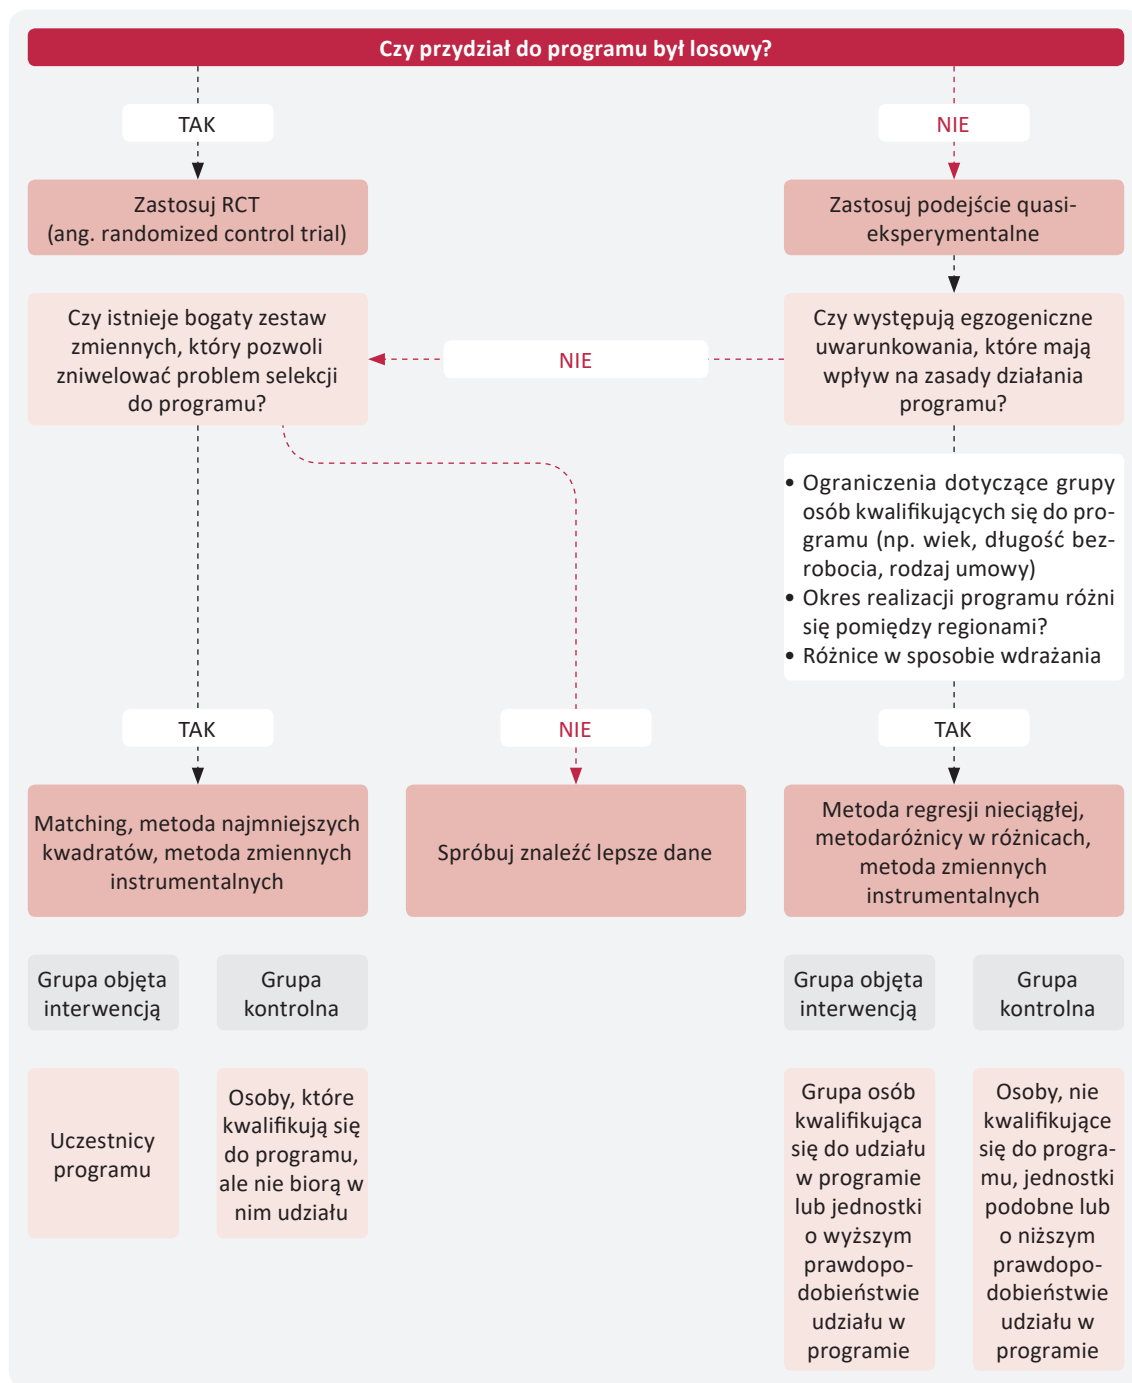 Czy przydział do programu był losowy?
TAK
NIE
Zastosuj RCT
(ang. randomized control trial)
Zastosuj podejście quasi-
eksperymentalne
Czy istnieje bogaty zestaw
zmiennych, który pozwoli
zniwelować problem selekcji
do programu?
NIE
Czy występują egzogeniczne
uwarunkowania, które mają
wpływ na zasady działania
programu?
• Ograniczenia dotyczące grupy
osób kwalifikujących się do pro-
gramu (np. wiek, długość bez-
robocia, rodzaj umowy)
• Okres realizacji programu różni
się pomiędzy regionami?
• Różnice w sposobie wdrażania
TAK
NIE
TAK
Matching, metoda najmniejszych
kwadratów, metoda zmiennych
instrumentalnych
Spróbuj znaleźć lepsze dane
Metoda regresji nieciągłej,
metodaróżnicy w różnicach,
metoda zmiennych
instrumentalnych
Grupa objęta
interwencją
Grupa
kontrolna
Grupa objęta
interwencją
Grupa
kontrolna
Uczestnicy
programu
Osoby, które
kwalifikują się
do programu,
ale nie biorą w
nim udziału
Grupa osób
kwalifikująca
się do udziału
w programie
lub jednostki
o wyższym
prawdopo-
dobieństwie
udziału w
programie
Osoby, nie
kwalifikujące
się do progra-
mu, jednostki
podobne lub
o niższym
prawdopo-
dobieństwie
udziału w
programie